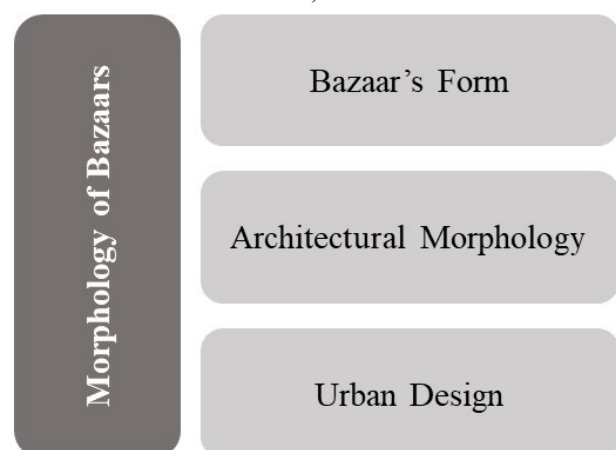 Morphology of Bazaars
Bazaar’s Form
Architectural Morphology
Urban Design